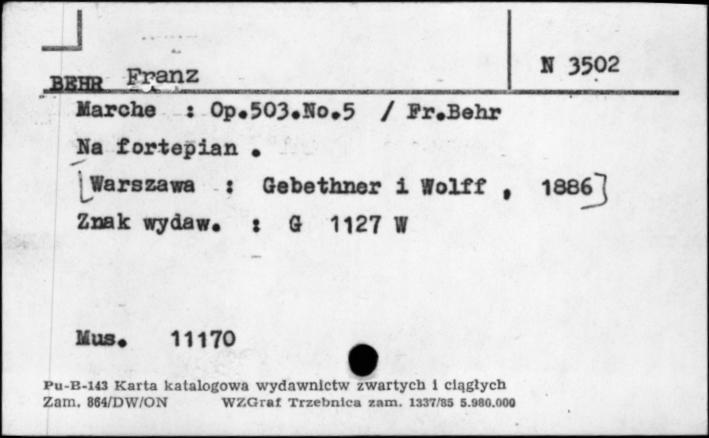 BEHR Franz
N 3502
Marche : Op.503.No.5 / Fr.Behr
Na fortepian .
[Warszawa : Gebethner i Wolff , 1886]
Znak wydaw. : G 1127 W
Mus. 11170
Pu-B-143 Karta katalogowa wydawnictw zwartych i ciągłych
Zam. 864/DW/ON WZGraf Trzebnica zam. 1337/85 5.980.000